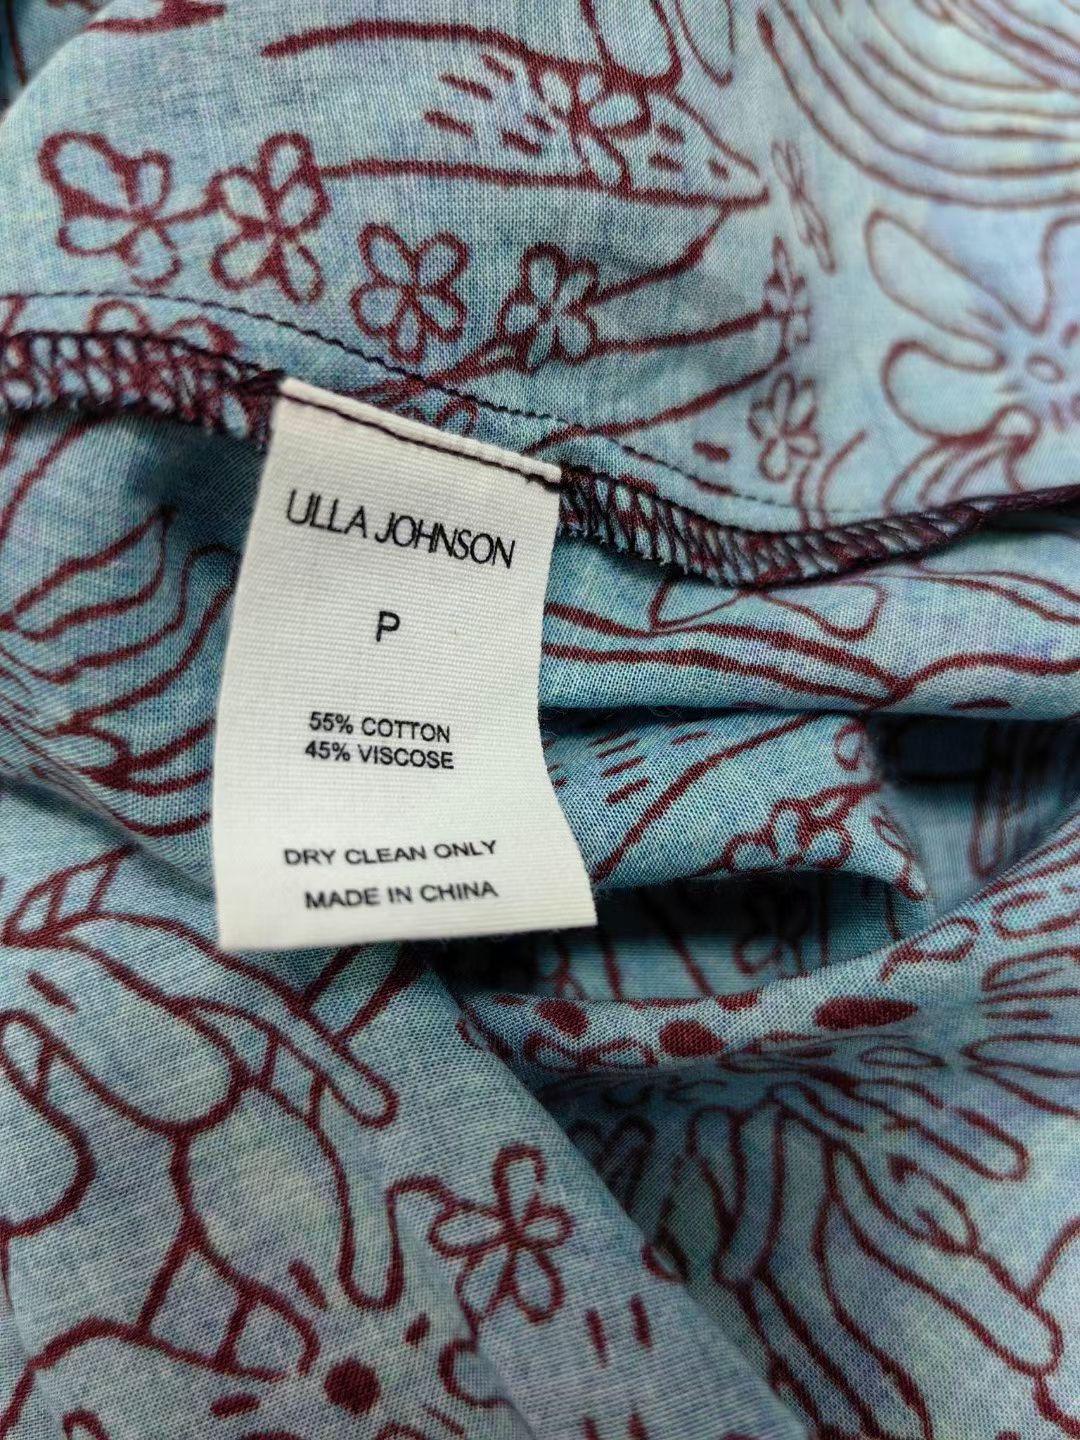 ULLA JOHNSON
P
55% COTTON
45% VISCOSE
DRY CLEAN ONLY
MADE IN CHINA